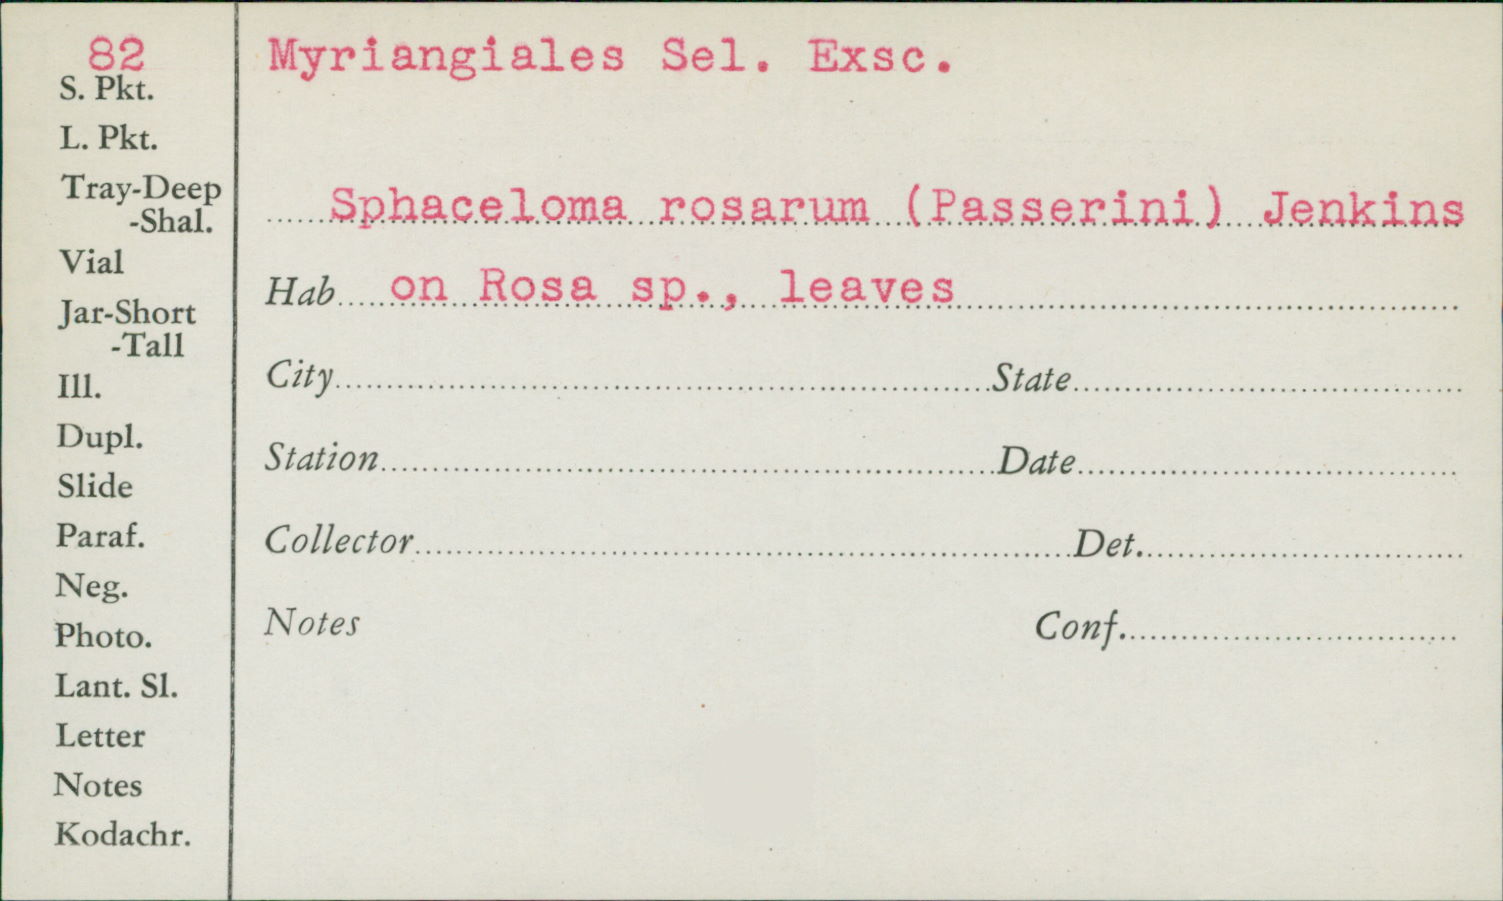 82
S. Pkt.
L. Pkt.
Tray-Deep
-Shal.
Vial
Jar-Short
-Tall
Ill.
Dupl.
Slide
Paraf.
Neg.
Photo.
Lant. Sl.
Letter
Notes
Kodachr.
Myriangiales Sel. Exsc.
Sphaceloma rosarum (Passerini) Jenkins
Hab on Rosa sp., leaves
City State
Station Date
Collector Det.
Notes Conf.